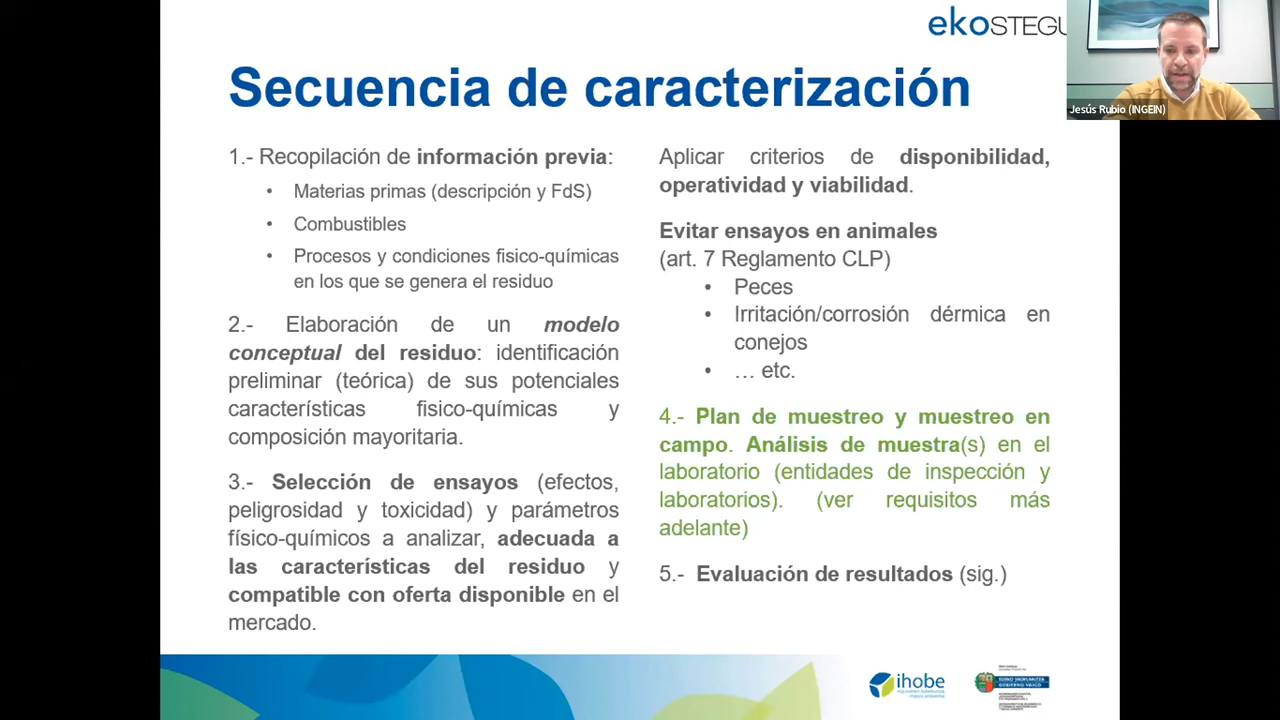 ekoSTEGU
Jesús Rubio (INGEIN)
Secuencia de caracterización
1.- Recopilación de información previa:
• Materias primas (descripción y FdS)
• Combustibles
• Procesos y condiciones fisico-químicas
en los que se genera el residuo
2.- Elaboración de un modelo
conceptual del residuo: identificación
preliminar (teórica) de sus potenciales
características fisico-químicas y
composición mayoritaria.
3.- Selección de ensayos (efectos,
peligrosidad y toxicidad) y parámetros
físico-químicos a analizar, adecuada a
las características del residuo y
compatible con oferta disponible en el
mercado.
Aplicar criterios de disponibilidad,
operatividad y viabilidad.
Evitar ensayos en animales
(art. 7 Reglamento CLP)
• Peces
• Irritación/corrosión dérmica en
conejos
• … etc.
4.- Plan de muestreo y muestreo en
campo. Análisis de muestra(s) en el
laboratorio (entidades de inspección y
laboratorios). (ver requisitos más
adelante)
5.- Evaluación de resultados (sig.)
ihobe
EUSKO JAURLARITZA
GOBIERNO VASCO